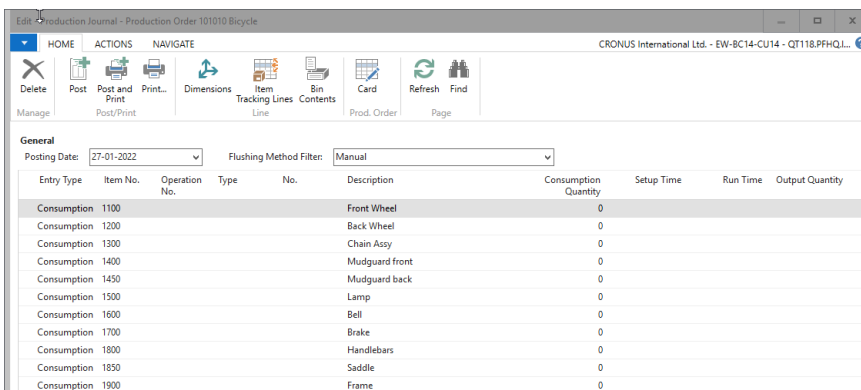 Edit - Production Journal - Production Order 101010 Bicycle
HOME ACTIONS NAVIGATE CRONUS International Ltd. - EW-BC14-CU14 - QT118.PFHQ.I...
Delete Post Post and Print Print... Dimensions Item Tracking Lines Bin Contents Card Refresh Find
Manage Post/Print Line Prod. Order Page
General
Posting Date: 27-01-2022 Flushing Method Filter: Manual
Entry Type Item No. Operation No. Type No. Description Consumption Quantity Setup Time Run Time Output Quantity
Consumption 1100 Front Wheel 0
Consumption 1200 Back Wheel 0
Consumption 1300 Chain Assy 0
Consumption 1400 Mudguard front 0
Consumption 1450 Mudguard back 0
Consumption 1500 Lamp 0
Consumption 1600 Bell 0
Consumption 1700 Brake 0
Consumption 1800 Handlebars 0
Consumption 1850 Saddle 0
Consumption 1900 Frame 0